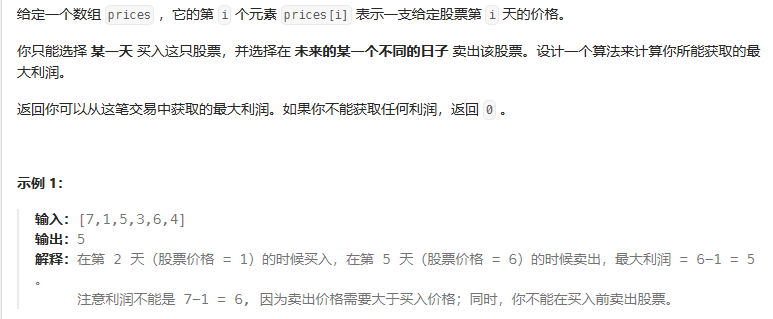 给定一个数组 prices ，它的第 i 个元素 prices[i] 表示一支给定股票第 i 天的价格。
你只能选择 某一天 买入这只股票，并选择在 未来的某一个不同的日子 卖出该股票。设计一个算法来计算你所能获取的最
大利润。
返回你可以从这笔交易中获取的最大利润。如果你不能获取任何利润，返回 0 。
示例 1：
输入：[7,1,5,3,6,4]
输出：5
解释：在第 2 天（股票价格 = 1）的时候买入，在第 5 天（股票价格 = 6）的时候卖出，最大利润 = 6-1 = 5
。
注意利润不能是 7-1 = 6, 因为卖出价格需要大于买入价格；同时，你不能在买入前卖出股票。